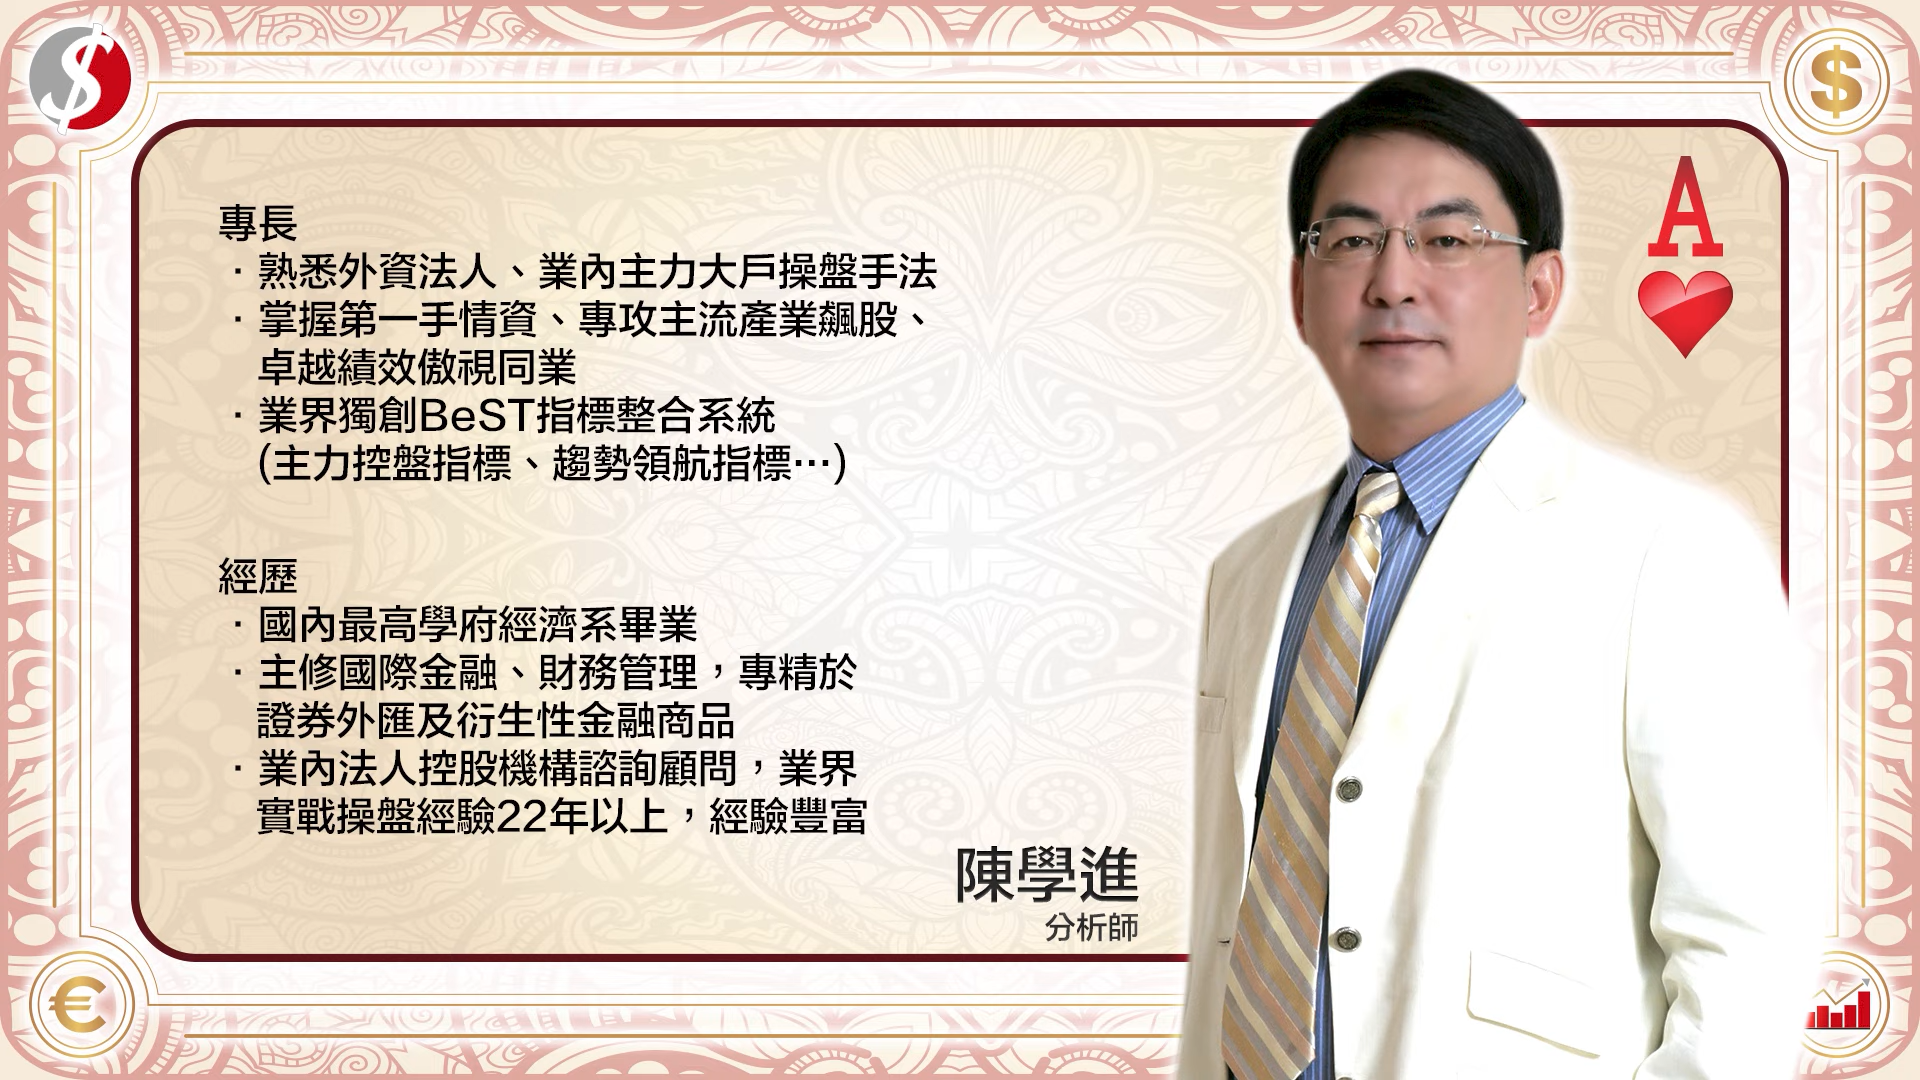 專長
·熟悉外資法人、業內主力大戶操盤手法
·掌握第一手情資、專攻主流產業飆股、
卓越績效傲視同業
·業界獨創BeST指標整合系統
(主力控盤指標、趨勢領航指標…)
經歷
·國內最高學府經濟系畢業
·主修國際金融、財務管理，專精於
證券外匯及衍生性金融商品
·業內法人控股機構諮詢顧問，業界
實戰操盤經驗22年以上，經驗豐富
陳學進
分析師
A
$
$
€